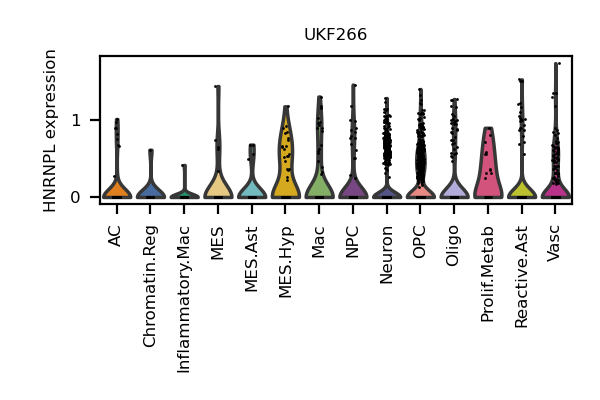 UKF266
HNRNPL expression
1
0
AC
Chromatin.Reg
Inflammatory.Mac
MES
MES.Ast
MES.Hyp
Mac
NPC
Neuron
OPC
Oligo
Prolif.Metab
Reactive.Ast
Vasc